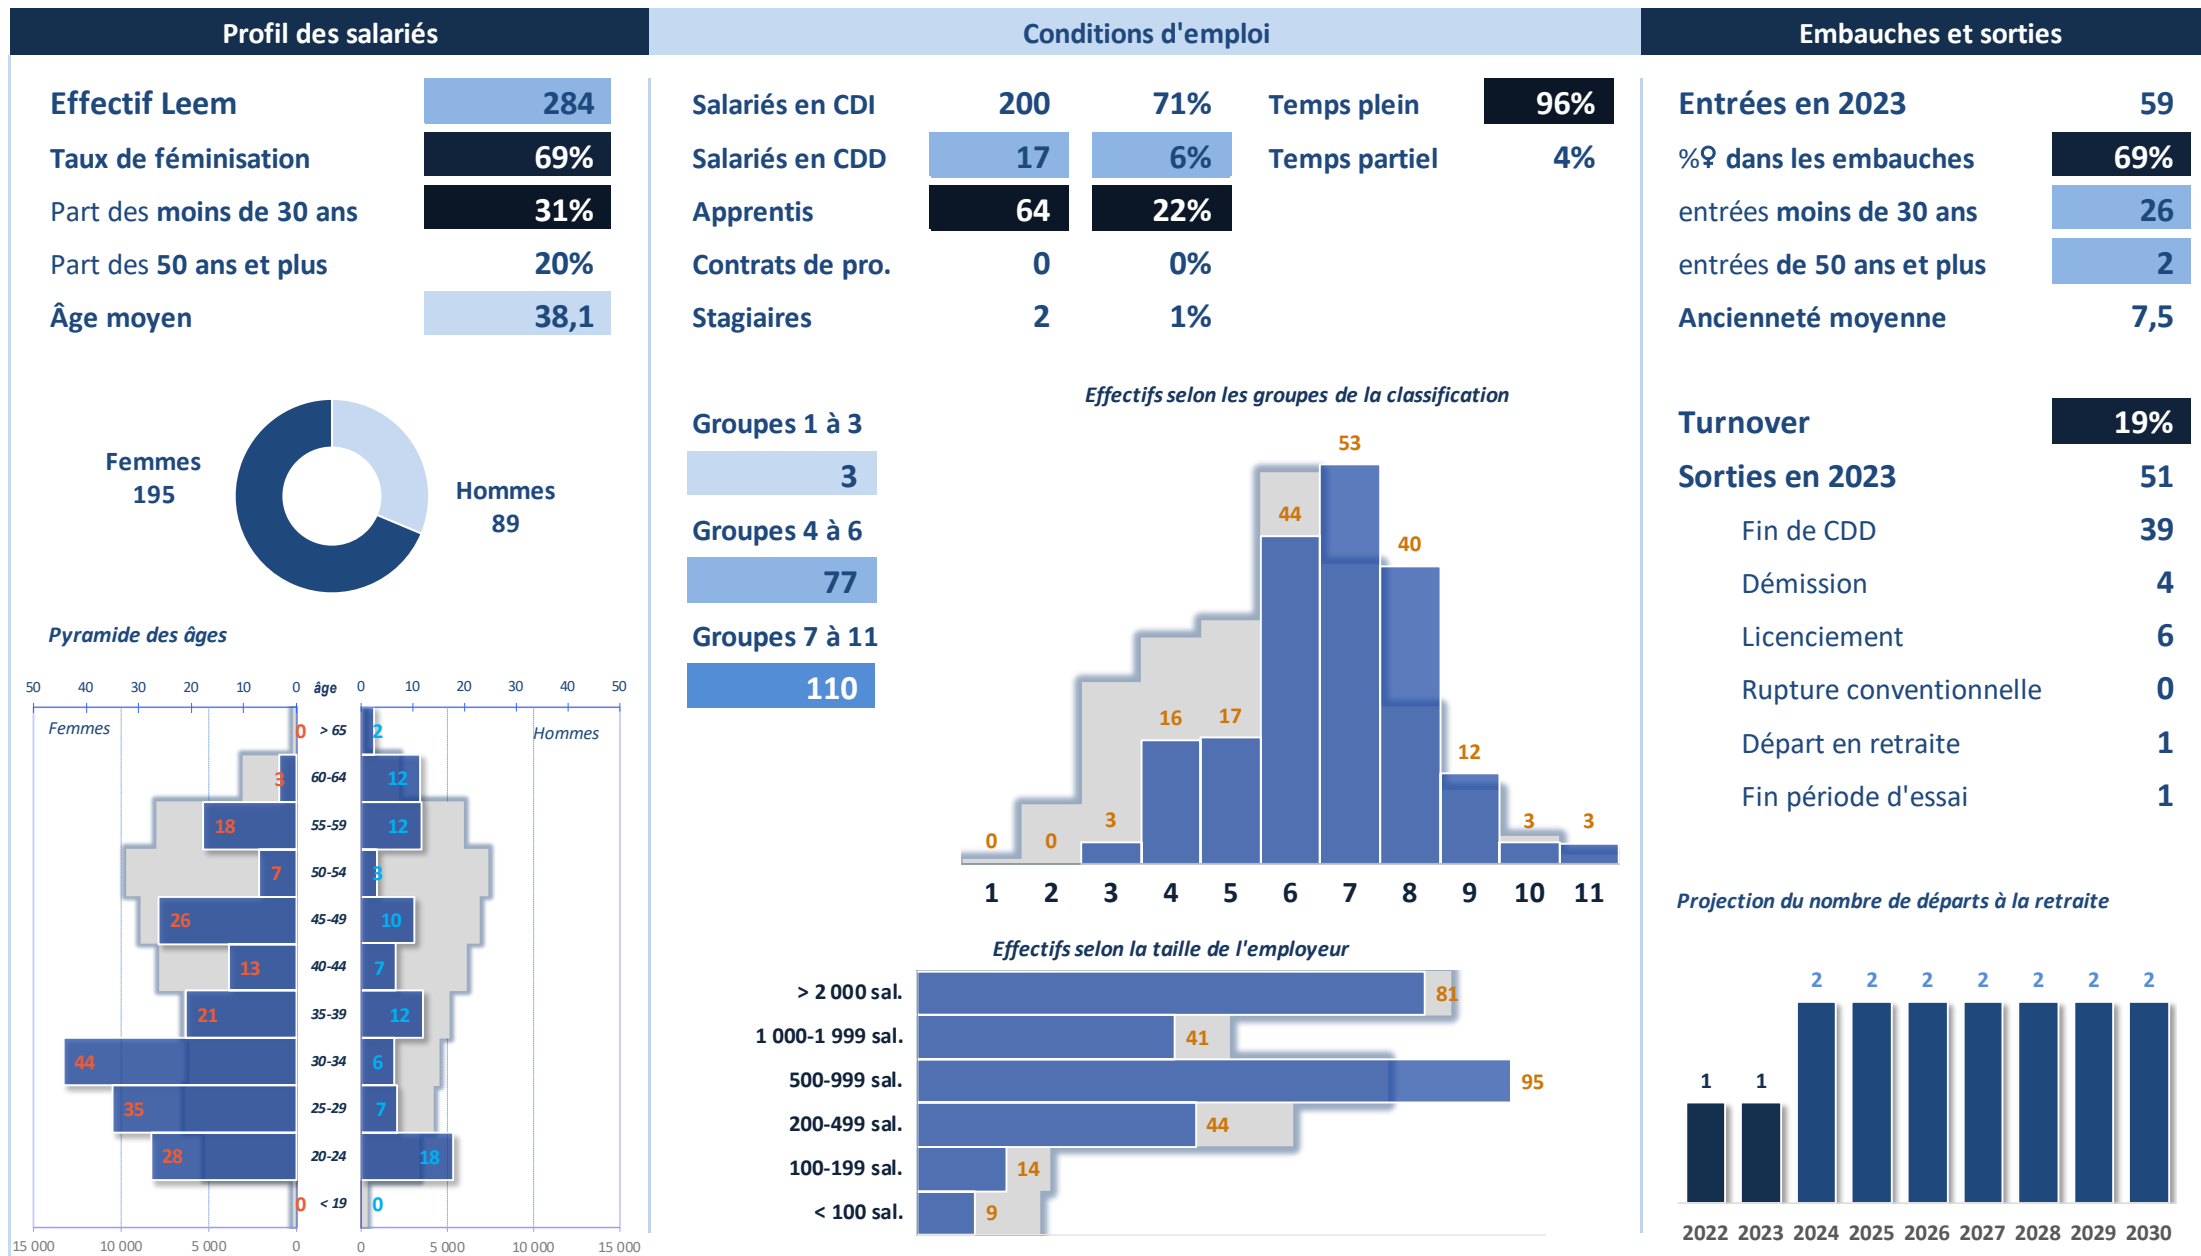 Profil des salariés
Conditions d'emploi
Embauches et sorties
Effectif Leem 284
Taux de féminisation 69%
Part des moins de 30 ans 31%
Part des 50 ans et plus 20%
Âge moyen 38,1
Femmes
195
Hommes
89
Pyramide des âges
50 40 30 20 10 0 âge 0 10 20 30 40 50
Femmes Hommes
0 > 65 2
3 60-64 12
18 55-59 12
7 50-54 3
26 45-49 10
13 40-44 7
21 35-39 12
44 30-34 6
35 25-29 7
28 20-24 18
0 < 19 0
15 000 10 000 5 000 0 0 5 000 10 000 15 000
Salariés en CDI 200 71% Temps plein 96%
Salariés en CDD 17 6% Temps partiel 4%
Apprentis 64 22%
Contrats de pro. 0 0%
Stagiaires 2 1%
Groupes 1 à 3
3
Groupes 4 à 6
77
Groupes 7 à 11
110
Effectifs selon les groupes de la classification
0 0 3 16 17 44 53 40 12 3 3
1 2 3 4 5 6 7 8 9 10 11
Effectifs selon la taille de l'employeur
> 2 000 sal. 81
1 000-1 999 sal. 41
500-999 sal. 95
200-499 sal. 44
100-199 sal. 14
< 100 sal. 9
Entrées en 2023 59
%♀ dans les embauches 69%
entrées moins de 30 ans 26
entrées de 50 ans et plus 2
Ancienneté moyenne 7,5
Turnover 19%
Sorties en 2023 51
Fin de CDD 39
Démission 4
Licenciement 6
Rupture conventionnelle 0
Départ en retraite 1
Fin période d'essai 1
Projection du nombre de départs à la retraite
1 1 2 2 2 2 2 2 2
2022 2023 2024 2025 2026 2027 2028 2029 2030